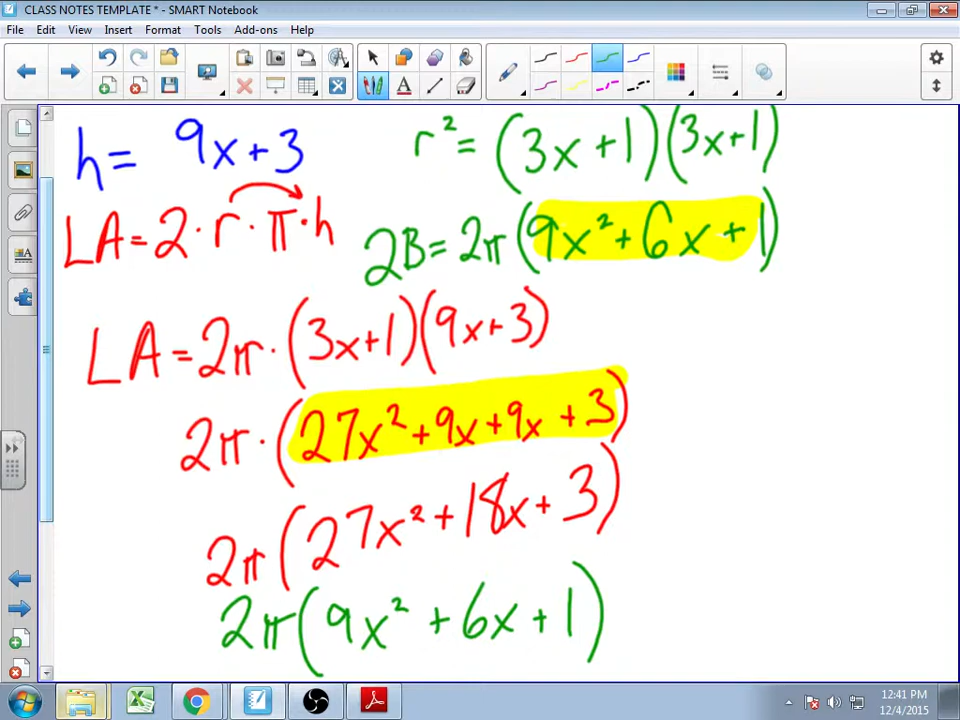 CLASS NOTES TEMPLATE * - SMART Notebook
File Edit View Insert Format Tools Add-ons Help
h= 9x+3
r²= (3x+1)(3x+1)
LA=2·r·π·h
2B=2π(9x²+6x+1)
LA=2π·(3x+1)(9x+3)
2π·(27x²+9x+9x+3)
2π(27x²+18x+3)
2π(9x²+6x+1)
12:41 PM
12/4/2015